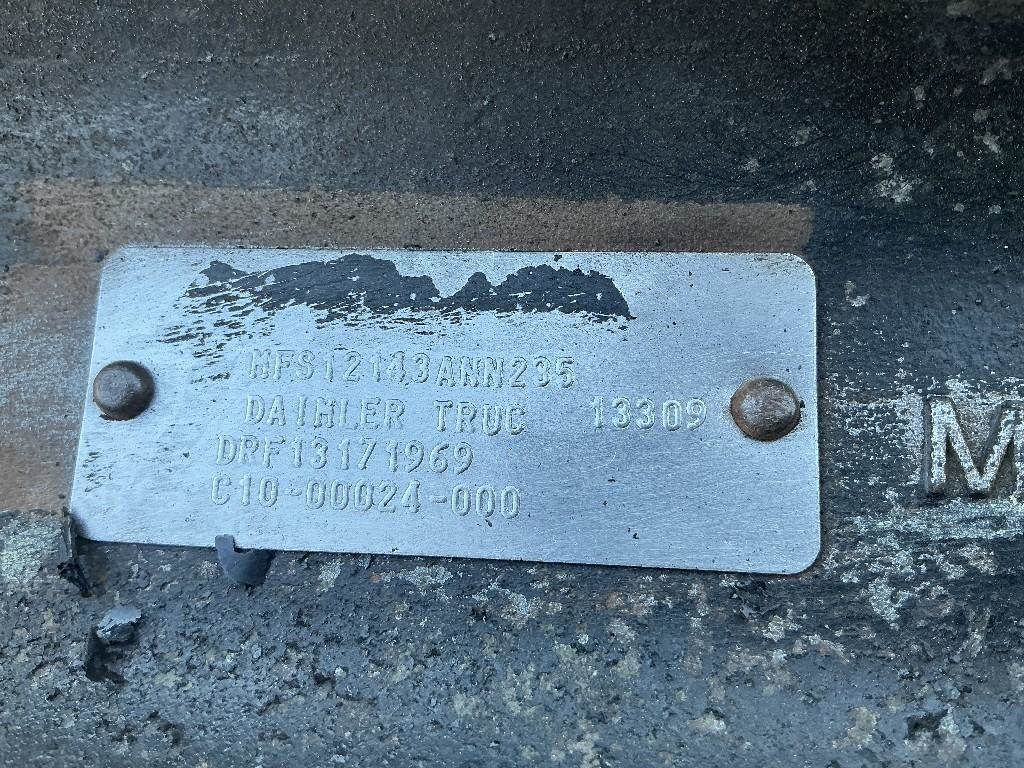 MFS12143ANN235
DAIMLER TRUC 13309
DRF13171969
C10-00024-000
M